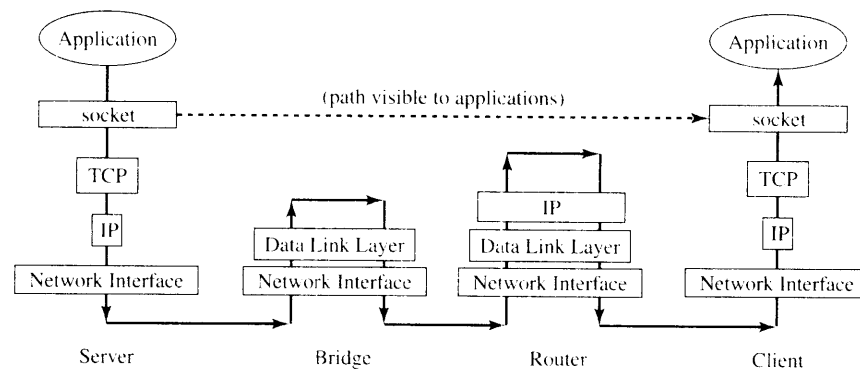 Application
Application
(path visible to applications)
socket
socket
TCP
TCP
IP
IP
IP
Data Link Layer
Data Link Layer
Network Interface
Network Interface
Network Interface
Network Interface
Server
Bridge
Router
Client